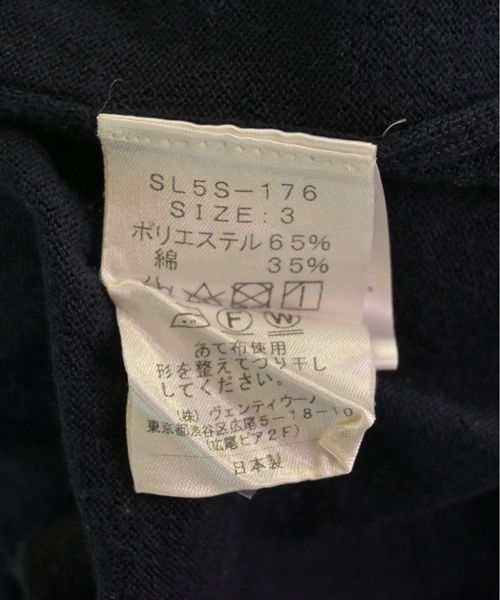 SL5S-176
SIZE:3
ポリエステル65%
綿 35%
F W
あて布使用
形を整えてつり干し
してください。
(株)ヴェンティウーノ
東京都渋谷区広尾5-18-10
(広尾ピア2F)
日本製